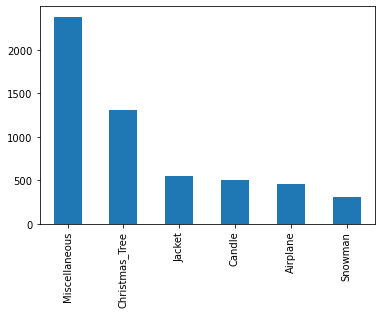 2000
1500
1000
500
0
Miscellaneous
Christmas_Tree
Jacket
Candle
Airplane
Snowman